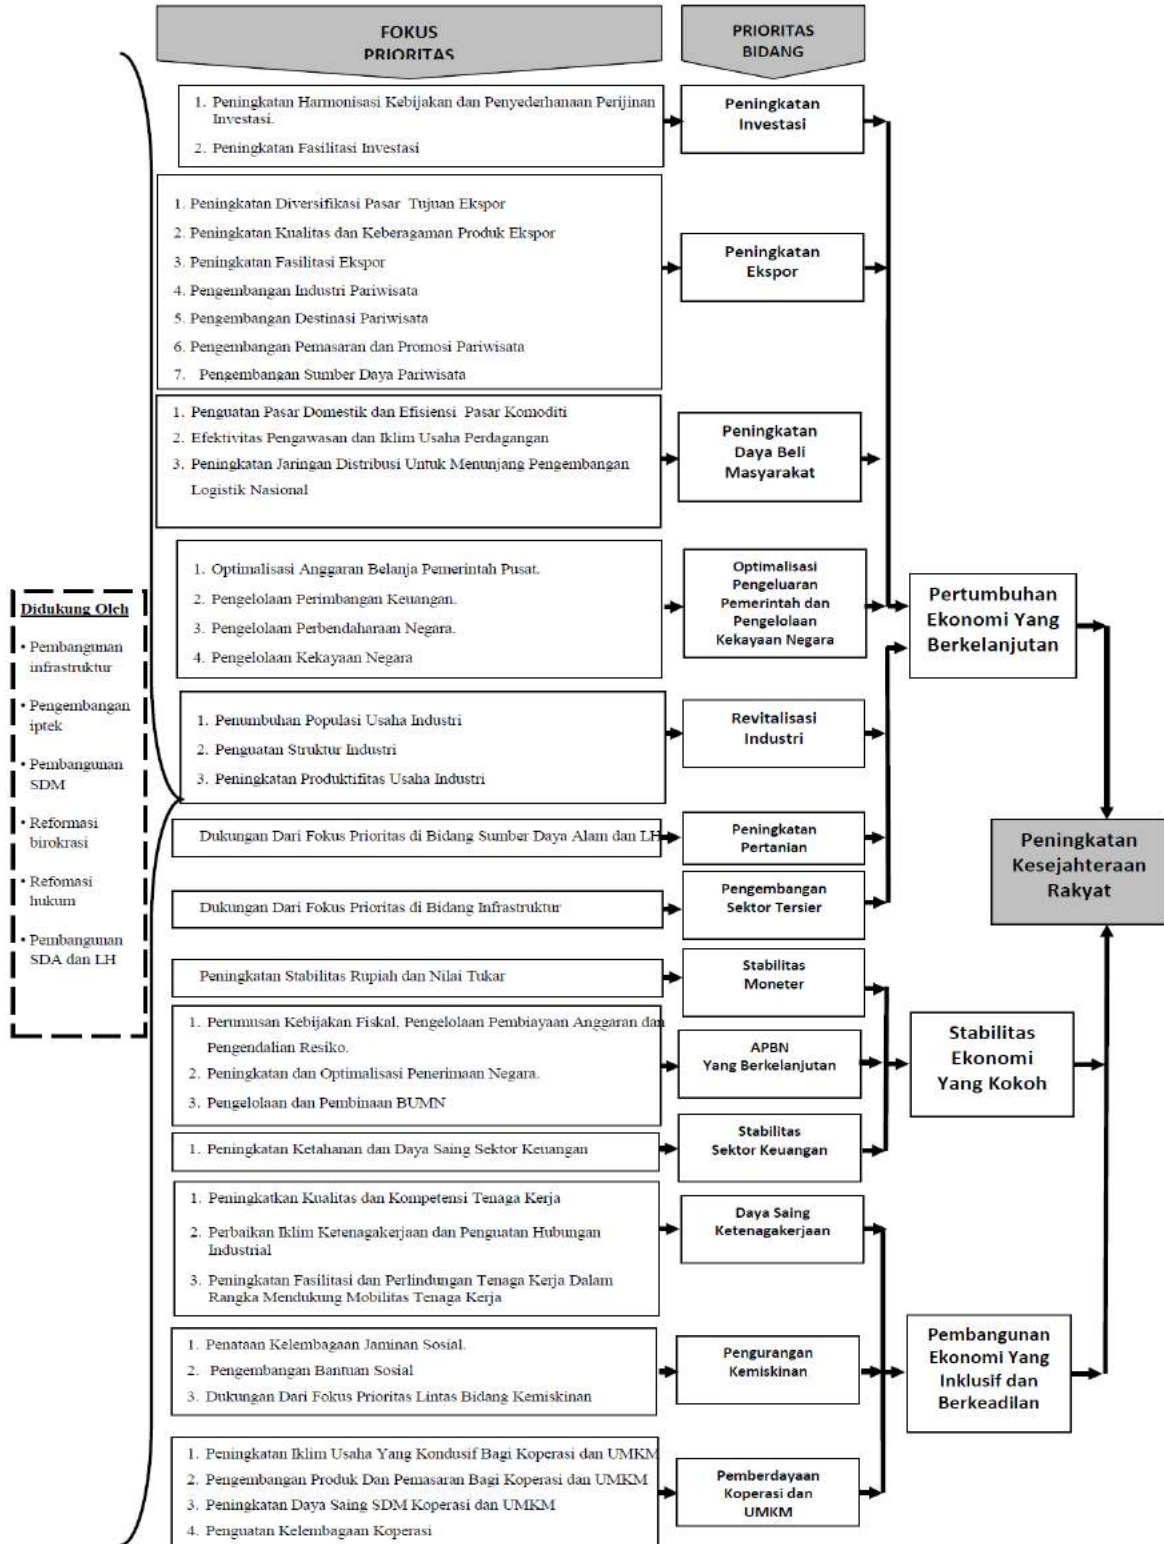 FOKUS
PRIORITAS
PRIORITAS
BIDANG
1. Peningkatan Harmonisasi Kebijakan dan Penyederhanaan Perijinan
Investasi.
2. Peningkatan Fasilitasi Investasi
Peningkatan
Investasi
1. Peningkatan Diversifikasi Pasar Tujuan Ekspor
2. Peningkatan Kualitas dan Keberagaman Produk Ekspor
3. Peningkatan Fasilitasi Ekspor
4. Pengembangan Industri Pariwisata
5. Pengembangan Destinasi Pariwisata
6. Pengembangan Pemasaran dan Promosi Pariwisata
7. Pengembangan Sumber Daya Pariwisata
Peningkatan
Ekspor
1. Penguatan Pasar Domestik dan Efisiensi Pasar Komoditi
2. Efektivitas Pengawasan dan Iklim Usaha Perdagangan
3. Peningkatan Jaringan Distribusi Untuk Menunjang Pengembangan
Logistik Nasional
Peningkatan
Daya Beli
Masyarakat
1. Optimalisasi Anggaran Belanja Pemerintah Pusat.
2. Pengelolaan Perimbangan Keuangan.
3. Pengelolaan Perbendaharaan Negara.
4. Pengelolaan Kekayaan Negara
Optimalisasi
Pengeluaran
Pemerintah dan
Pengelolaan
Kekayaan Negara
Pertumbuhan
Ekonomi Yang
Berkelanjutan
Didukung Oleh
• Pembangunan
infrastruktur
• Pengembangan
iptek
• Pembangunan
SDM
• Reformasi
birokrasi
• Refomasi
hukum
• Pembangunan
SDA dan LH
1. Penumbuhan Populasi Usaha Industri
2. Penguatan Struktur Industri
3. Peningkatan Produktifitas Usaha Industri
Revitalisasi
Industri
Dukungan Dari Fokus Prioritas di Bidang Sumber Daya Alam dan LH
Peningkatan
Pertanian
Peningkatan
Kesejahteraan
Rakyat
Dukungan Dari Fokus Prioritas di Bidang Infrastruktur
Pengembangan
Sektor Tersier
Peningkatan Stabilitas Rupiah dan Nilai Tukar
Stabilitas
Moneter
1. Perumusan Kebijakan Fiskal, Pengelolaan Pembiayaan Anggaran dan
Pengendalian Resiko.
2. Peningkatan dan Optimalisasi Penerimaan Negara.
3. Pengelolaan dan Pembinaan BUMN
APBN
Yang Berkelanjutan
Stabilitas
Ekonomi
Yang Kokoh
1. Peningkatan Ketahanan dan Daya Saing Sektor Keuangan
Stabilitas
Sektor Keuangan
1. Peningkatkan Kualitas dan Kompetensi Tenaga Kerja
2. Perbaikan Iklim Ketenagakerjaan dan Penguatan Hubungan
Industrial
3. Peningkatan Fasilitasi dan Perlindungan Tenaga Kerja Dalam
Rangka Mendukung Mobilitas Tenaga Kerja
Daya Saing
Ketenagakerjaan
1. Penataan Kelembagaan Jaminan Sosial.
2. Pengembangan Bantuan Sosial
3. Dukungan Dari Fokus Prioritas Lintas Bidang Kemiskinan
Pengurangan
Kemiskinan
Pembangunan
Ekonomi Yang
Inklusif dan
Berkeadilan
1. Peningkatan Iklim Usaha Yang Kondusif Bagi Koperasi dan UMKM
2. Pengembangan Produk Dan Pemasaran Bagi Koperasi dan UMKM
3. Peningkatan Daya Saing SDM Koperasi dan UMKM
4. Penguatan Kelembagaan Koperasi
Pemberdayaan
Koperasi dan
UMKM